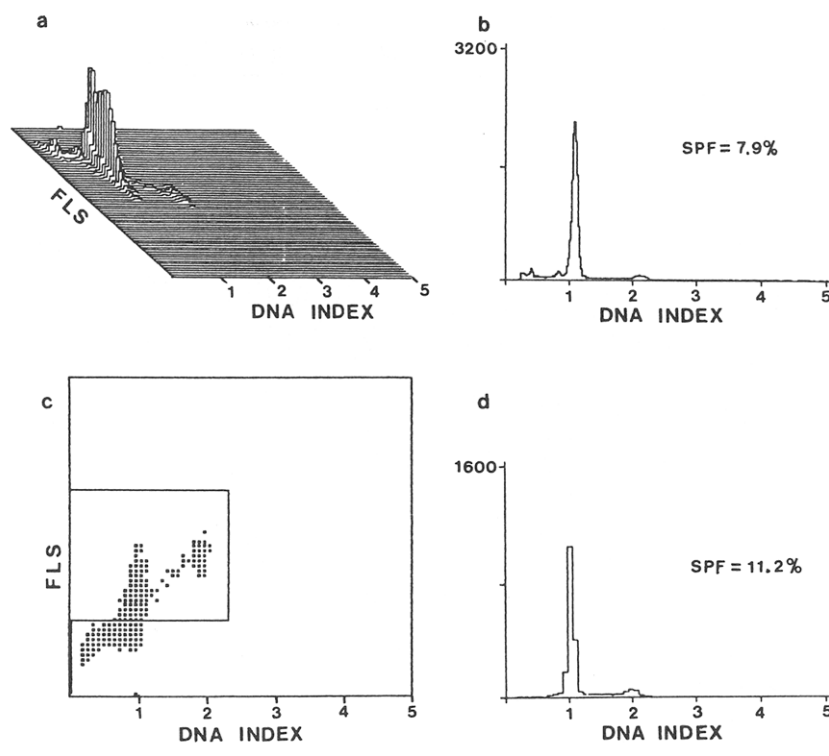 a
FLS
1 2 3 4 5
DNA INDEX
b
3200
SPF = 7.9%
1 2 3 4 5
DNA INDEX
c
FLS
1 2 3 4 5
DNA INDEX
d
1600
SPF = 11.2%
1 2 3 4 5
DNA INDEX